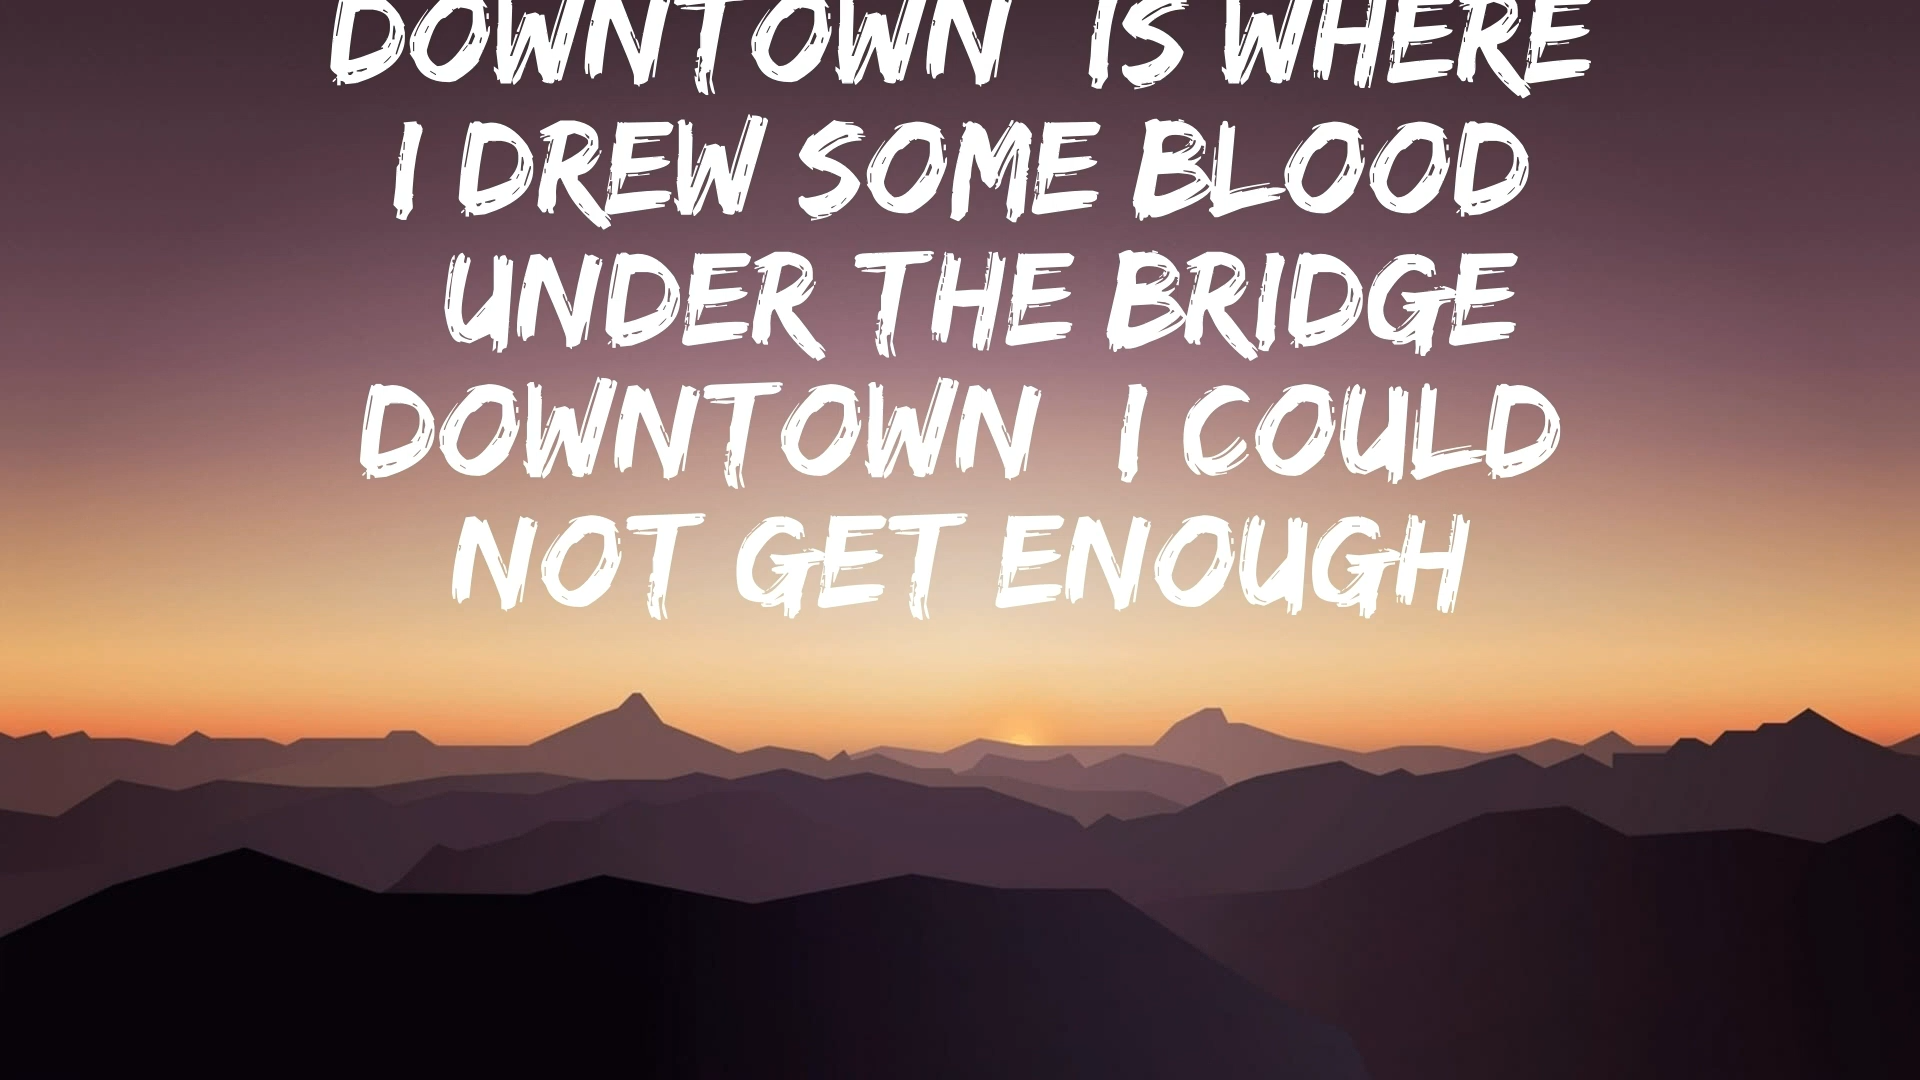 DOWNTOWN IS WHERE
I DREW SOME BLOOD
UNDER THE BRIDGE
DOWNTOWN I COULD
NOT GET ENOUGH